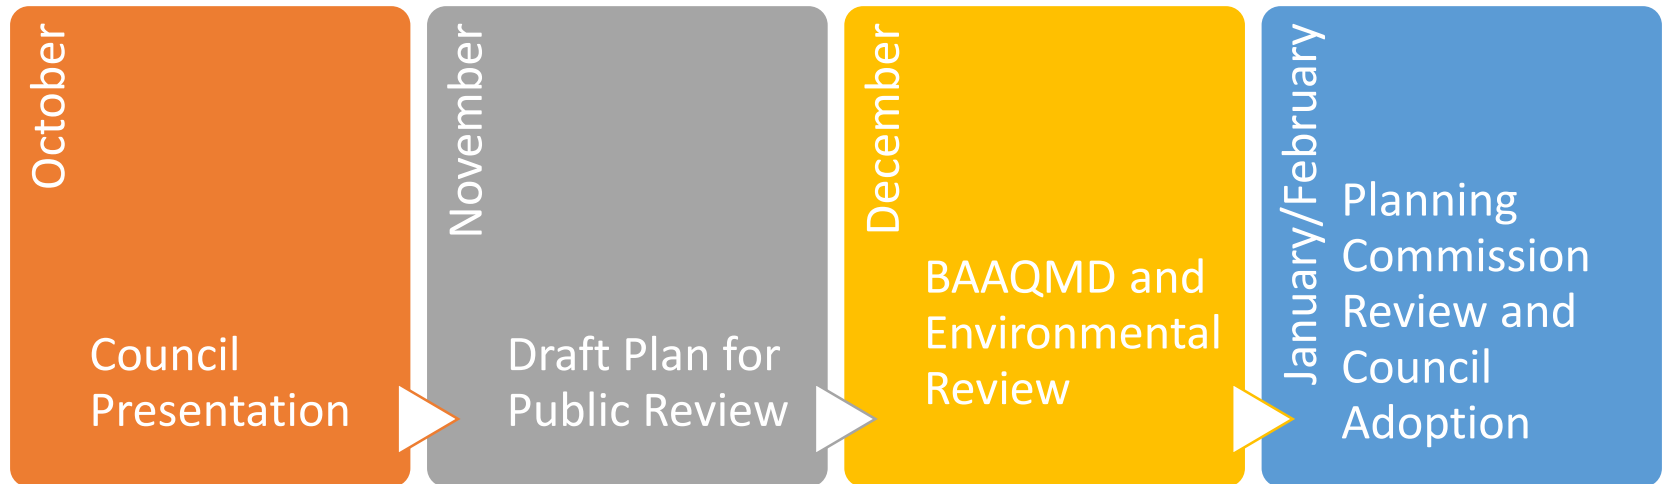 October
Council
Presentation
November
Draft Plan for
Public Review
December
BAAQMD and
Environmental
Review
January/February
Planning
Commission
Review and
Council
Adoption